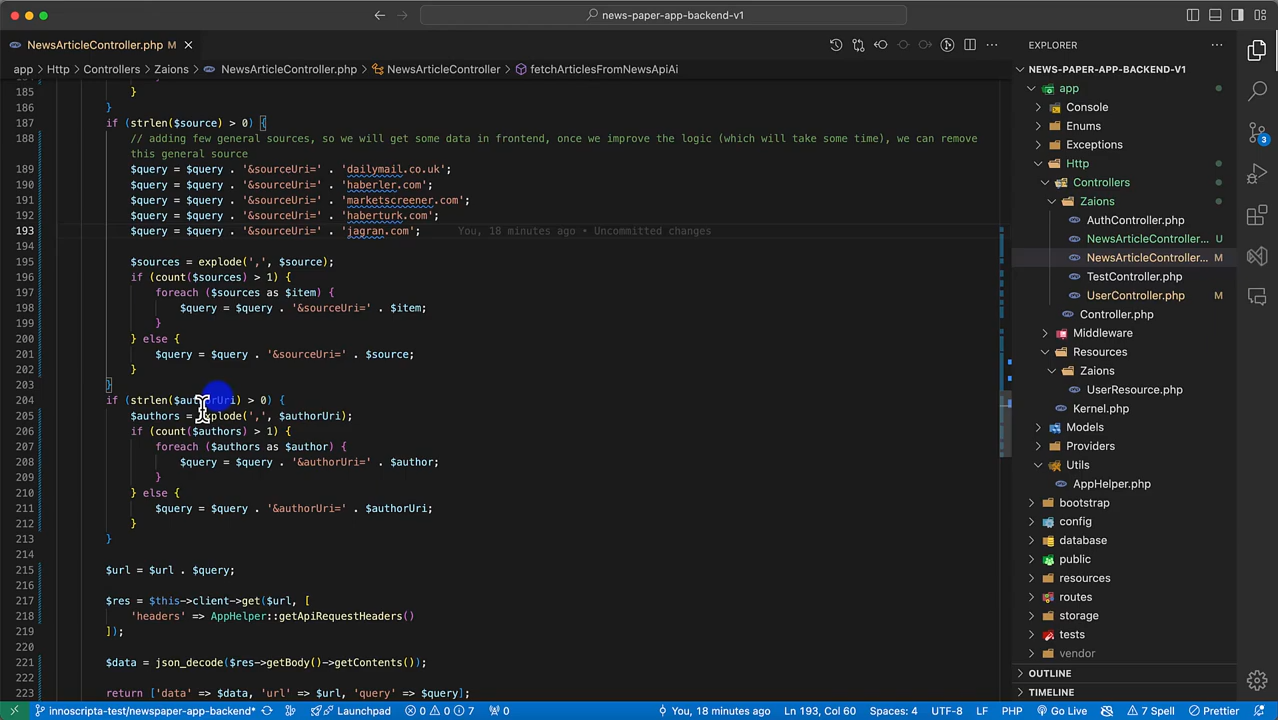 news-paper-app-backend-v1
NewsArticleController.php M
EXPLORER
app > Http > Controllers > Zaions > NewsArticleController.php > NewsArticleController > fetchArticlesFromNewsApiAi
185 }
186 }
187 if (strlen($source) > 0) {
188 // adding few general sources, so we will get some data in frontend, once we improve the logic (which will take some time), we can remove
this general source
189 $query = $query . '&sourceUri=' . 'dailymail.co.uk';
190 $query = $query . '&sourceUri=' . 'haberler.com';
191 $query = $query . '&sourceUri=' . 'marketscreener.com';
192 $query = $query . '&sourceUri=' . 'haberturk.com';
193 $query = $query . '&sourceUri=' . 'jagran.com'; You, 18 minutes ago • Uncommitted changes
194
195 $sources = explode(',', $source);
196 if (count($sources) > 1) {
197 foreach ($sources as $item) {
198 $query = $query . '&sourceUri=' . $item;
199 }
200 } else {
201 $query = $query . '&sourceUri=' . $source;
202 }
203 }
204 if (strlen($authorUri) > 0) {
205 $authors = explode(',', $authorUri);
206 if (count($authors) > 1) {
207 foreach ($authors as $author) {
208 $query = $query . '&authorUri=' . $author;
209 }
210 } else {
211 $query = $query . '&authorUri=' . $authorUri;
212 }
213 }
214
215 $url = $url . $query;
216
217 $res = $this->client->get($url, [
218 'headers' => AppHelper::getApiRequestHeaders()
219 ]);
220
221 $data = json_decode($res->getBody()->getContents());
222
223 return ['data' => $data, 'url' => $url, 'query' => $query];
NEWS-PAPER-APP-BACKEND-V1
app
Console
Enums
Exceptions
Http
Controllers
Zaions
AuthController.php
NewsArticleController... U
NewsArticleController... M
TestController.php
UserController.php M
Controller.php
Middleware
Resources
Zaions
UserResource.php
Kernel.php
Models
Providers
Utils
AppHelper.php
bootstrap
config
database
public
resources
routes
storage
tests
vendor
OUTLINE
TIMELINE
3
innoscripta-test/newspaper-app-backend* Launchpad 0 0 7 0 You, 18 minutes ago Ln 193, Col 60 Spaces: 4 UTF-8 LF PHP Go Live 7 Spell Prettier